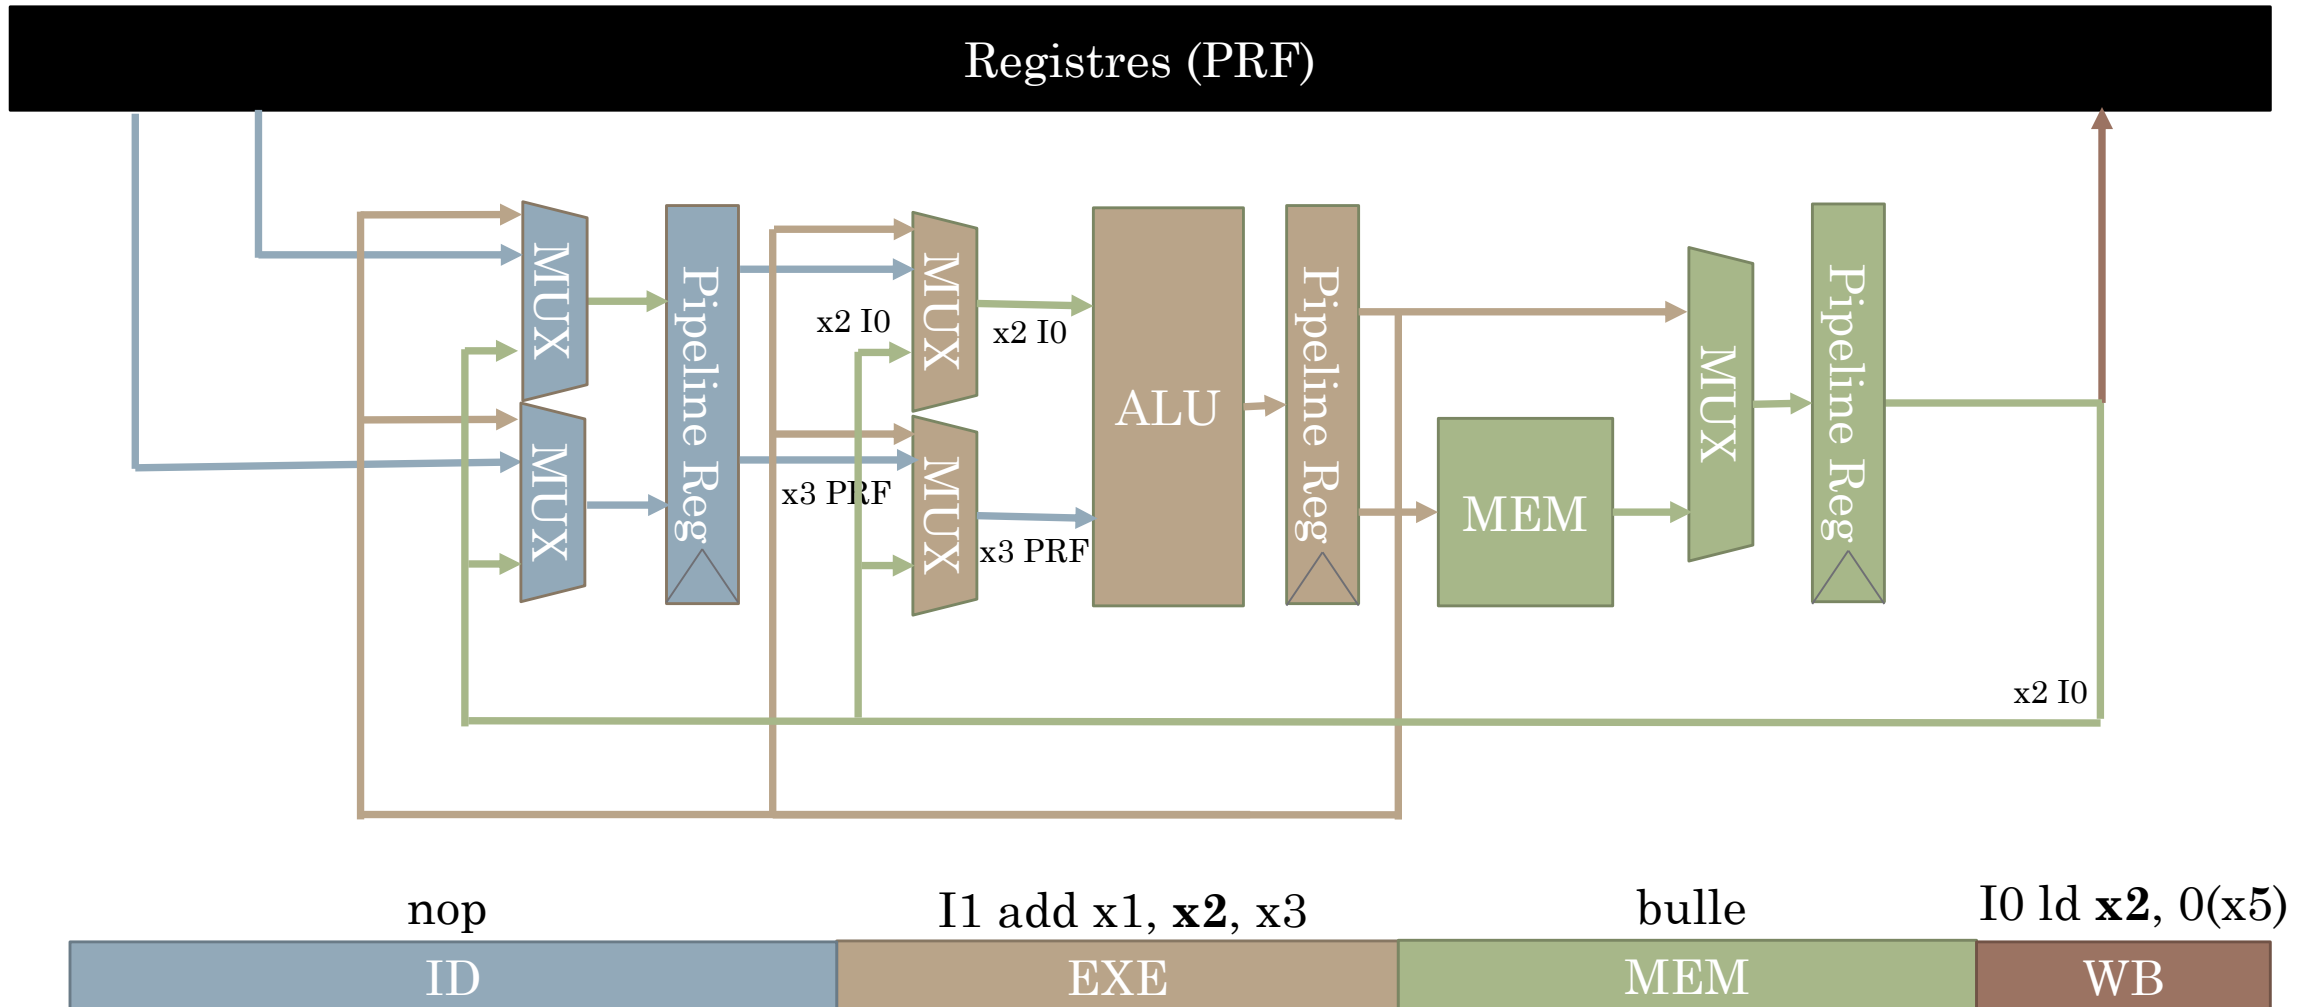 Registres (PRF)
MUX
Pipeline Reg
MUX
x2 I0
x2 I0
ALU
Pipeline Reg
MUX
Pipeline Reg
MUX
x3 PRF
MUX
x3 PRF
MEM
x2 I0
nop
I1 add x1, x2, x3
bulle
I0 ld x2, 0(x5)
ID
EXE
MEM
WB